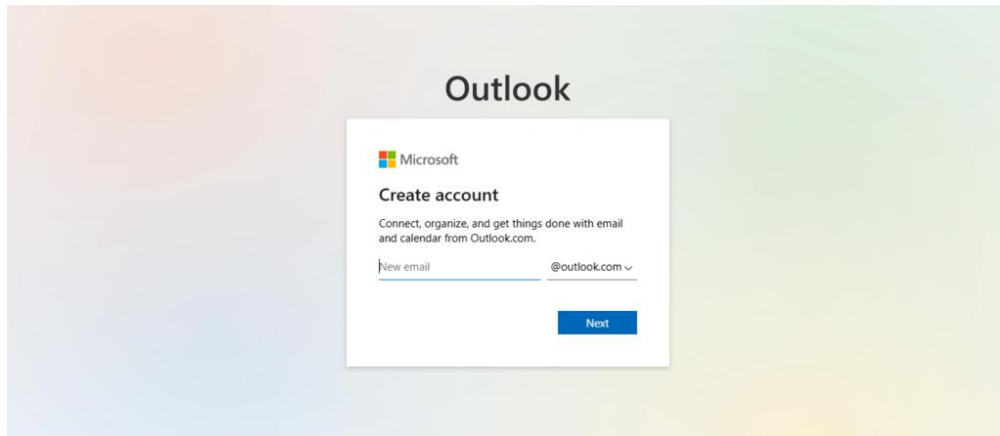 Outlook
Microsoft
Create account
Connect, organize, and get things done with email
and calendar from Outlook.com.
New email @outlook.com
Next